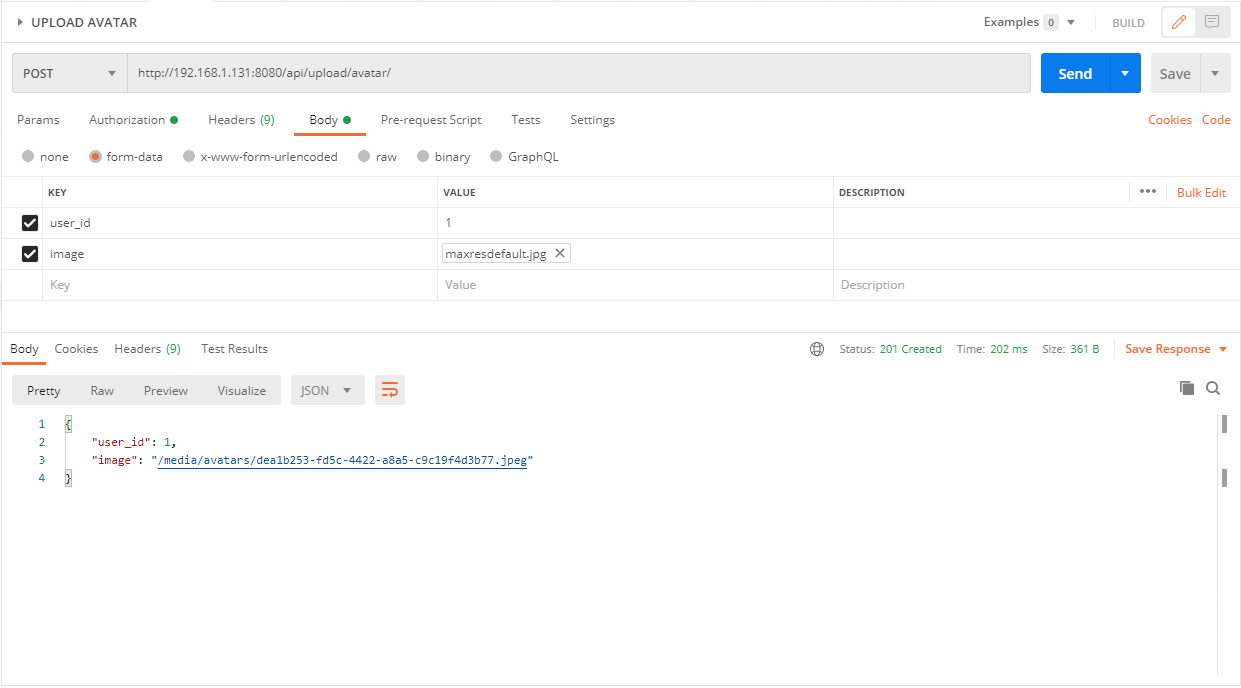 UPLOAD AVATAR Examples 0 BUILD
POST http://192.168.1.131:8080/api/upload/avatar/ Send Save
Params Authorization Headers (9) Body Pre-request Script Tests Settings Cookies Code
none form-data x-www-form-urlencoded raw binary GraphQL
KEY VALUE DESCRIPTION ••• Bulk Edit
user_id 1
image maxresdefault.jpg
Key Value Description
Body Cookies Headers (9) Test Results Status: 201 Created Time: 202 ms Size: 361 B Save Response
Pretty Raw Preview Visualize JSON
1 {
2 "user_id": 1,
3 "image": "/media/avatars/dea1b253-fd5c-4422-a8a5-c9c19f4d3b77.jpeg"
4 }